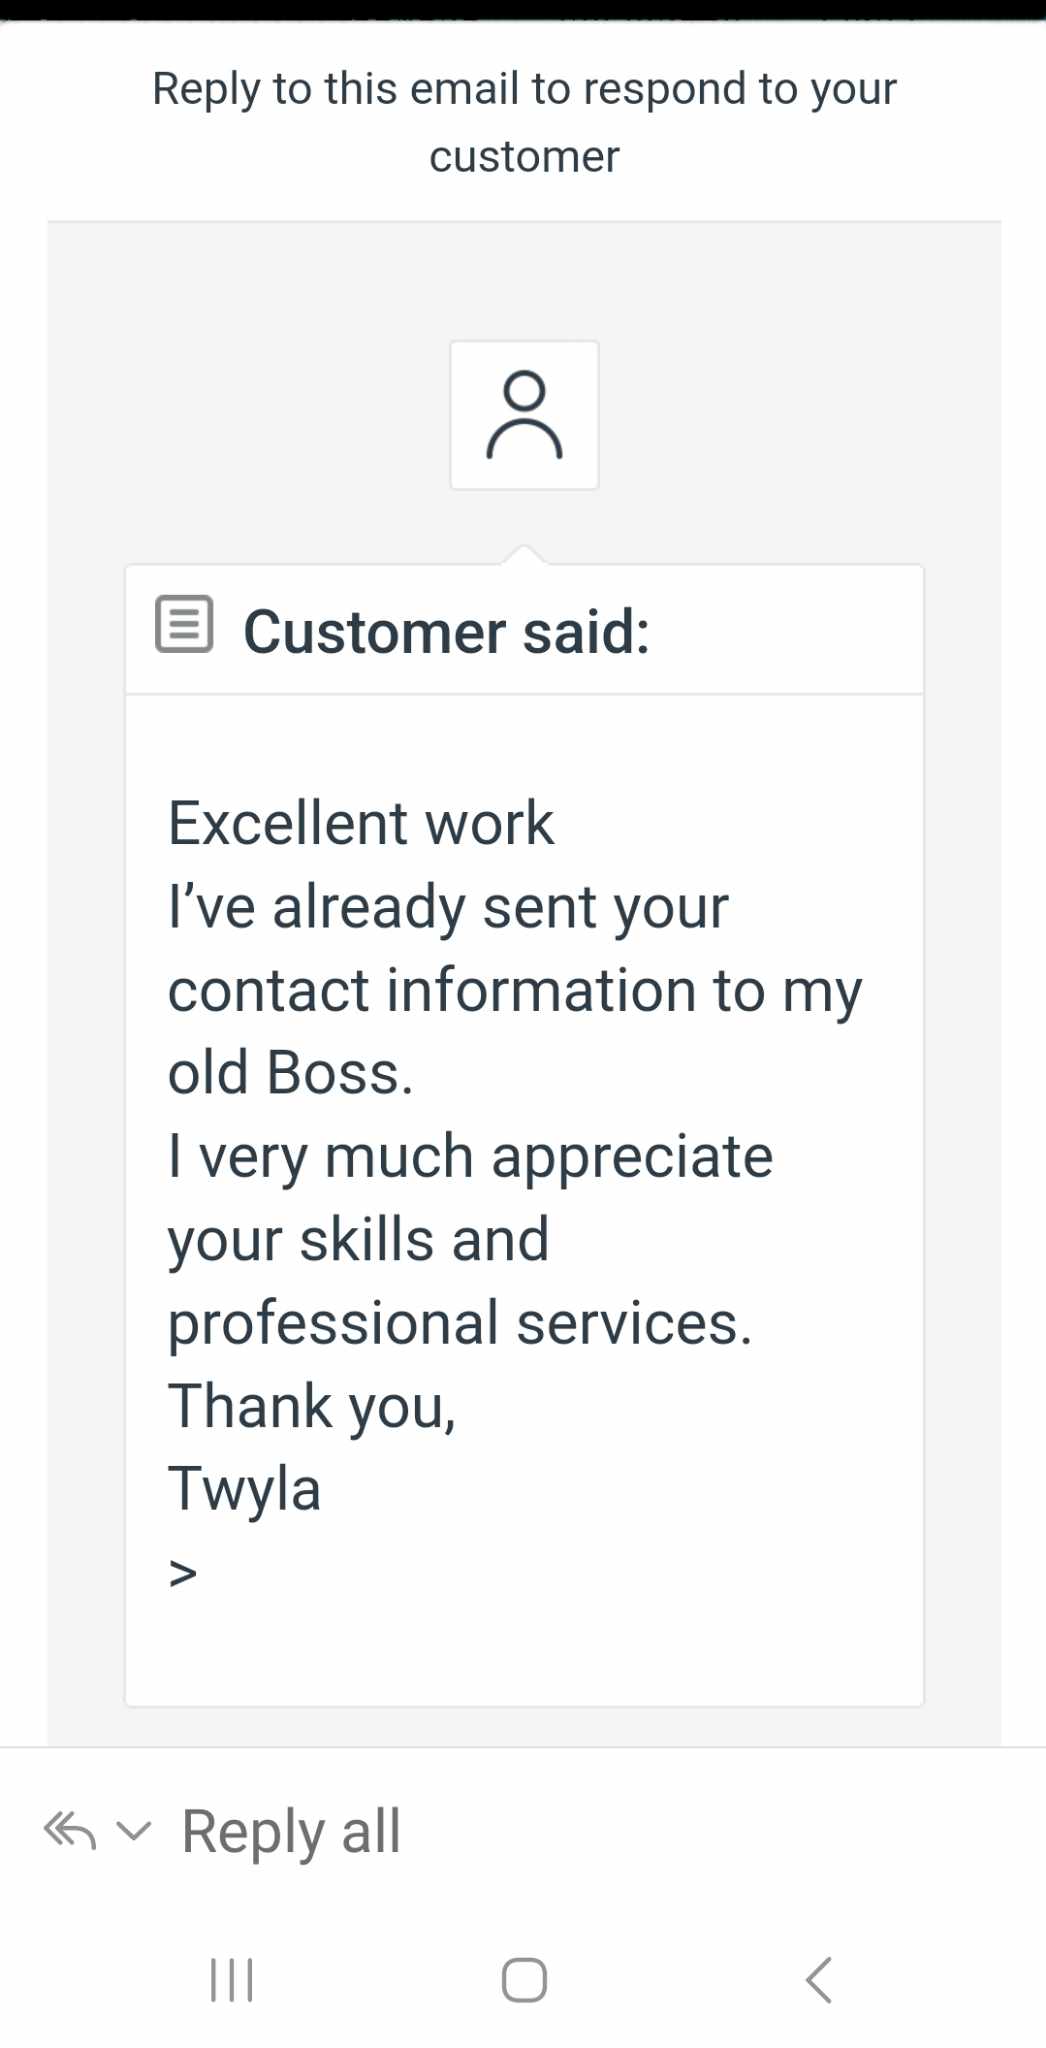 Reply to this email to respond to your
customer
Customer said:
Excellent work
I’ve already sent your
contact information to my
old Boss.
I very much appreciate
your skills and
professional services.
Thank you,
Twyla
>
Reply all